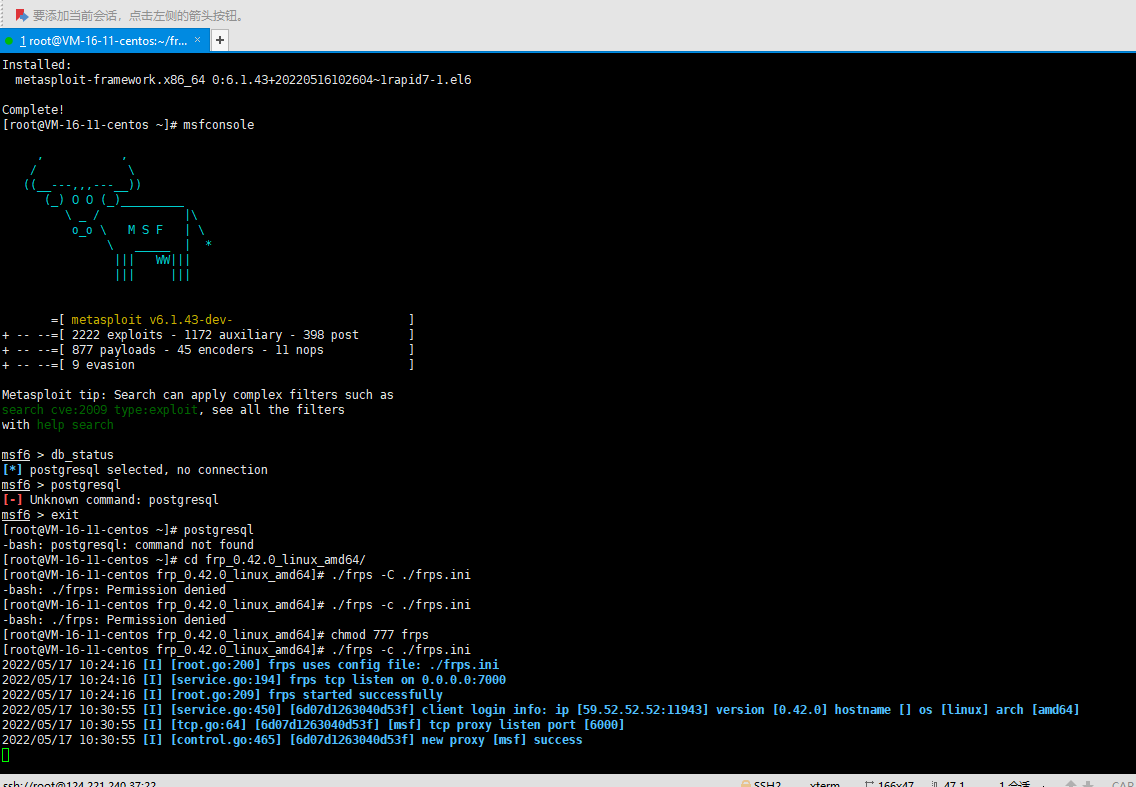 要添加当前会话，点击左侧的箭头按钮。
1 root@VM-16-11-centos:~/fr... × +
Installed:
metasploit-framework.x86_64 0:6.1.43+20220516102604~1rapid7-1.el6
Complete!
[root@VM-16-11-centos ~]# msfconsole
     ,           ,
    /             \
   ((__---,,,---__))
      (_) O O (_)_________
         \ _ /            |\
          o_o \   M S F   | \
               \   _____  |  *
                |||   WW|||
                |||     |||
=[ metasploit v6.1.43-dev- ]
+ -- --=[ 2222 exploits - 1172 auxiliary - 398 post ]
+ -- --=[ 877 payloads - 45 encoders - 11 nops ]
+ -- --=[ 9 evasion ]
Metasploit tip: Search can apply complex filters such as
search cve:2009 type:exploit, see all the filters
with help search
msf6 > db_status
[*] postgresql selected, no connection
msf6 > postgresql
[-] Unknown command: postgresql
msf6 > exit
[root@VM-16-11-centos ~]# postgresql
-bash: postgresql: command not found
[root@VM-16-11-centos ~]# cd frp_0.42.0_linux_amd64/
[root@VM-16-11-centos frp_0.42.0_linux_amd64]# ./frps -C ./frps.ini
-bash: ./frps: Permission denied
[root@VM-16-11-centos frp_0.42.0_linux_amd64]# ./frps -c ./frps.ini
-bash: ./frps: Permission denied
[root@VM-16-11-centos frp_0.42.0_linux_amd64]# chmod 777 frps
[root@VM-16-11-centos frp_0.42.0_linux_amd64]# ./frps -c ./frps.ini
2022/05/17 10:24:16 [I] [root.go:200] frps uses config file: ./frps.ini
2022/05/17 10:24:16 [I] [service.go:194] frps tcp listen on 0.0.0.0:7000
2022/05/17 10:24:16 [I] [root.go:209] frps started successfully
2022/05/17 10:30:55 [I] [service.go:450] [6d07d1263040d53f] client login info: ip [59.52.52.52:11943] version [0.42.0] hostname [] os [linux] arch [amd64]
2022/05/17 10:30:55 [I] [tcp.go:64] [6d07d1263040d53f] [msf] tcp proxy listen port [6000]
2022/05/17 10:30:55 [I] [control.go:465] [6d07d1263040d53f] new proxy [msf] success
ssh://root@124.221.240.37:22 SSH2 xterm 166x47 47,1 1 会话 CAP